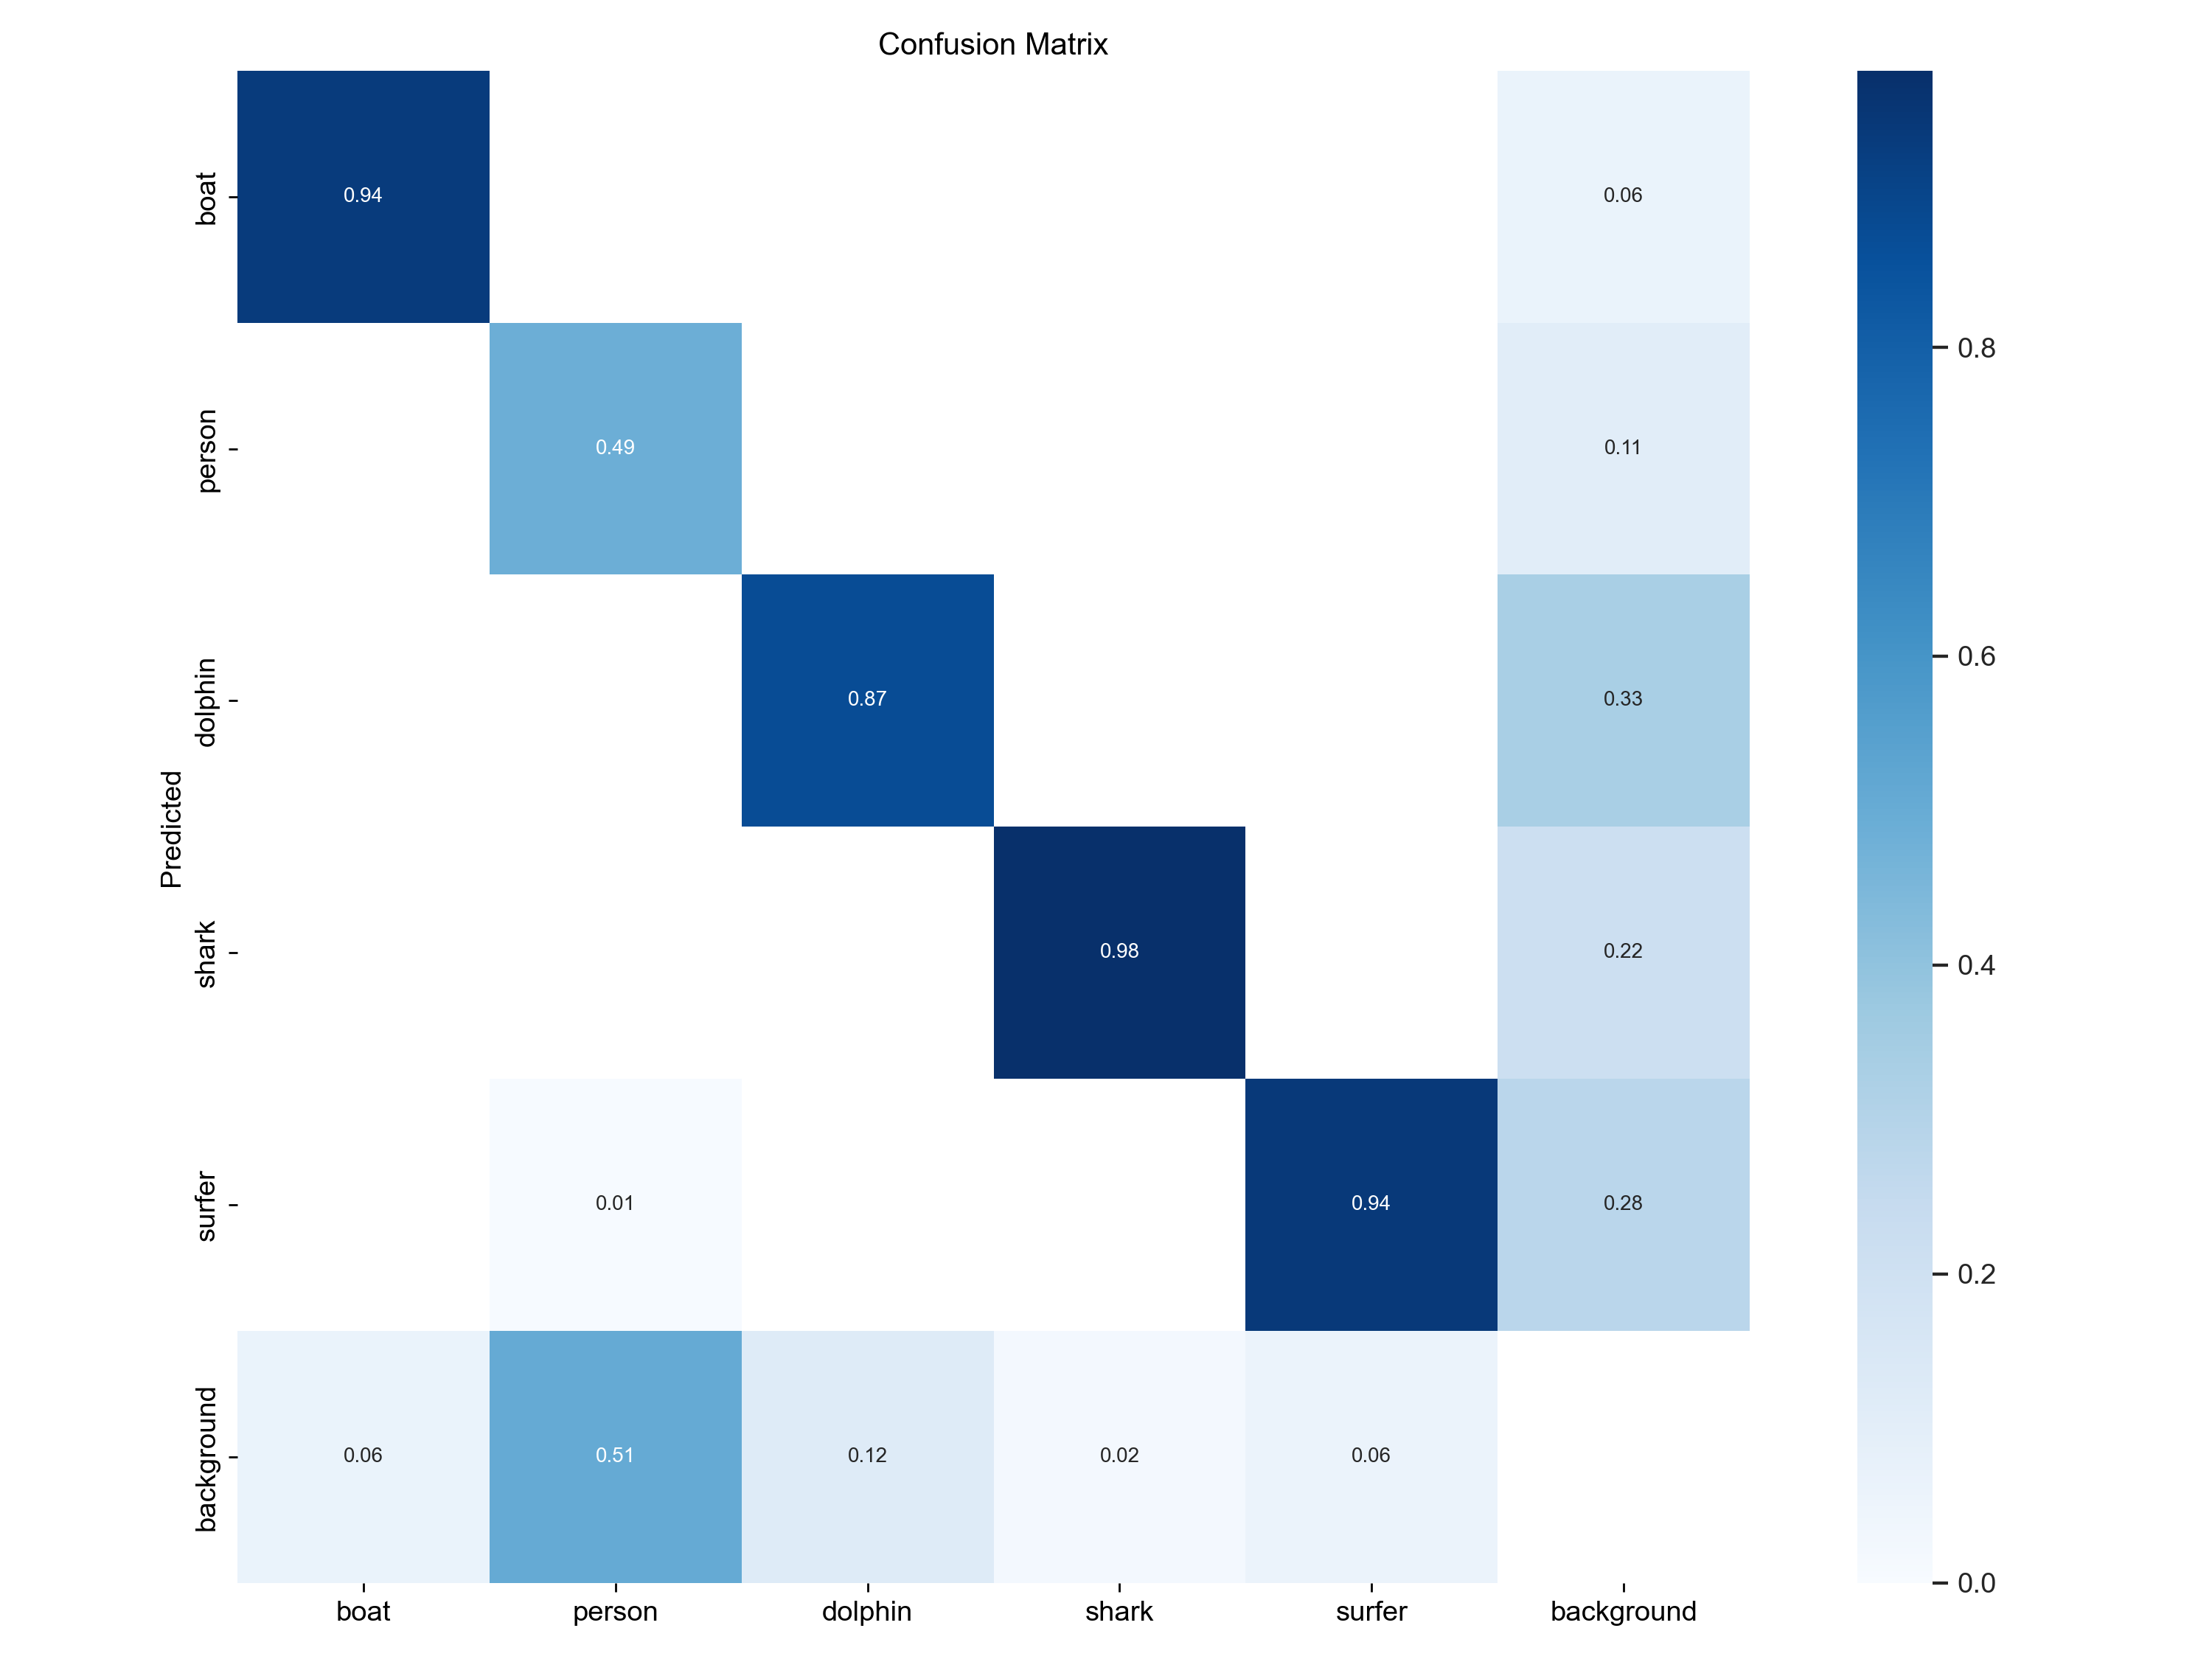 Confusion Matrix
boat
0.94
0.06
person
0.49
0.11
0.8
dolphin
0.87
0.33
0.6
Predicted
shark
0.98
0.22
0.4
surfer
0.01
0.94
0.28
0.2
background
0.06
0.51
0.12
0.02
0.06
0.0
boat
person
dolphin
shark
surfer
background